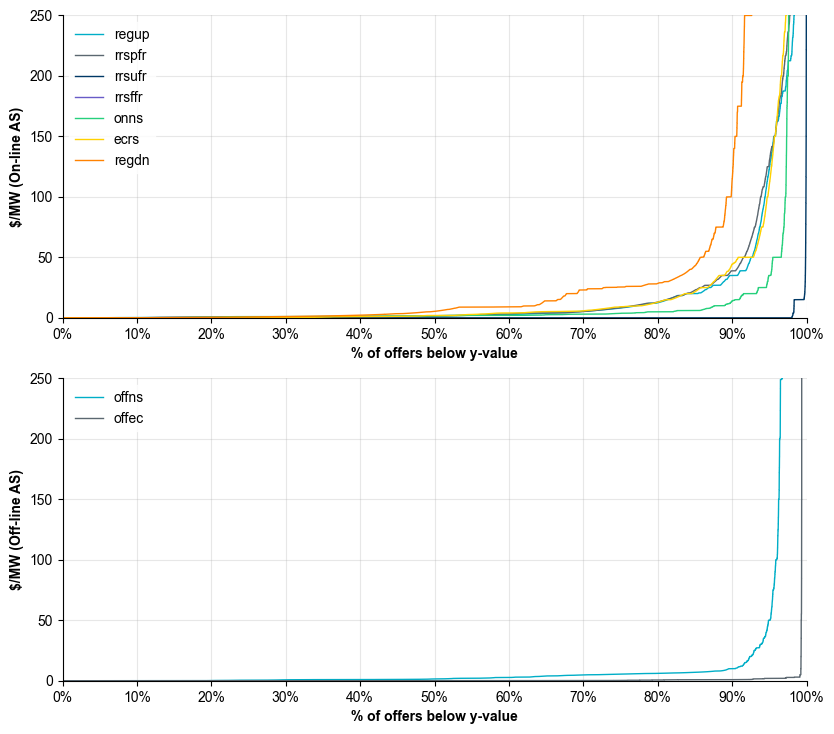 250
200
150
100
50
0
$/MW (On-line AS)
regup
rrspfr
rrsufr
rrsffr
onns
ecrs
regdn
0% 10% 20% 30% 40% 50% 60% 70% 80% 90% 100%
% of offers below y-value
250
200
150
100
50
0
$/MW (Off-line AS)
offns
offec
0% 10% 20% 30% 40% 50% 60% 70% 80% 90% 100%
% of offers below y-value